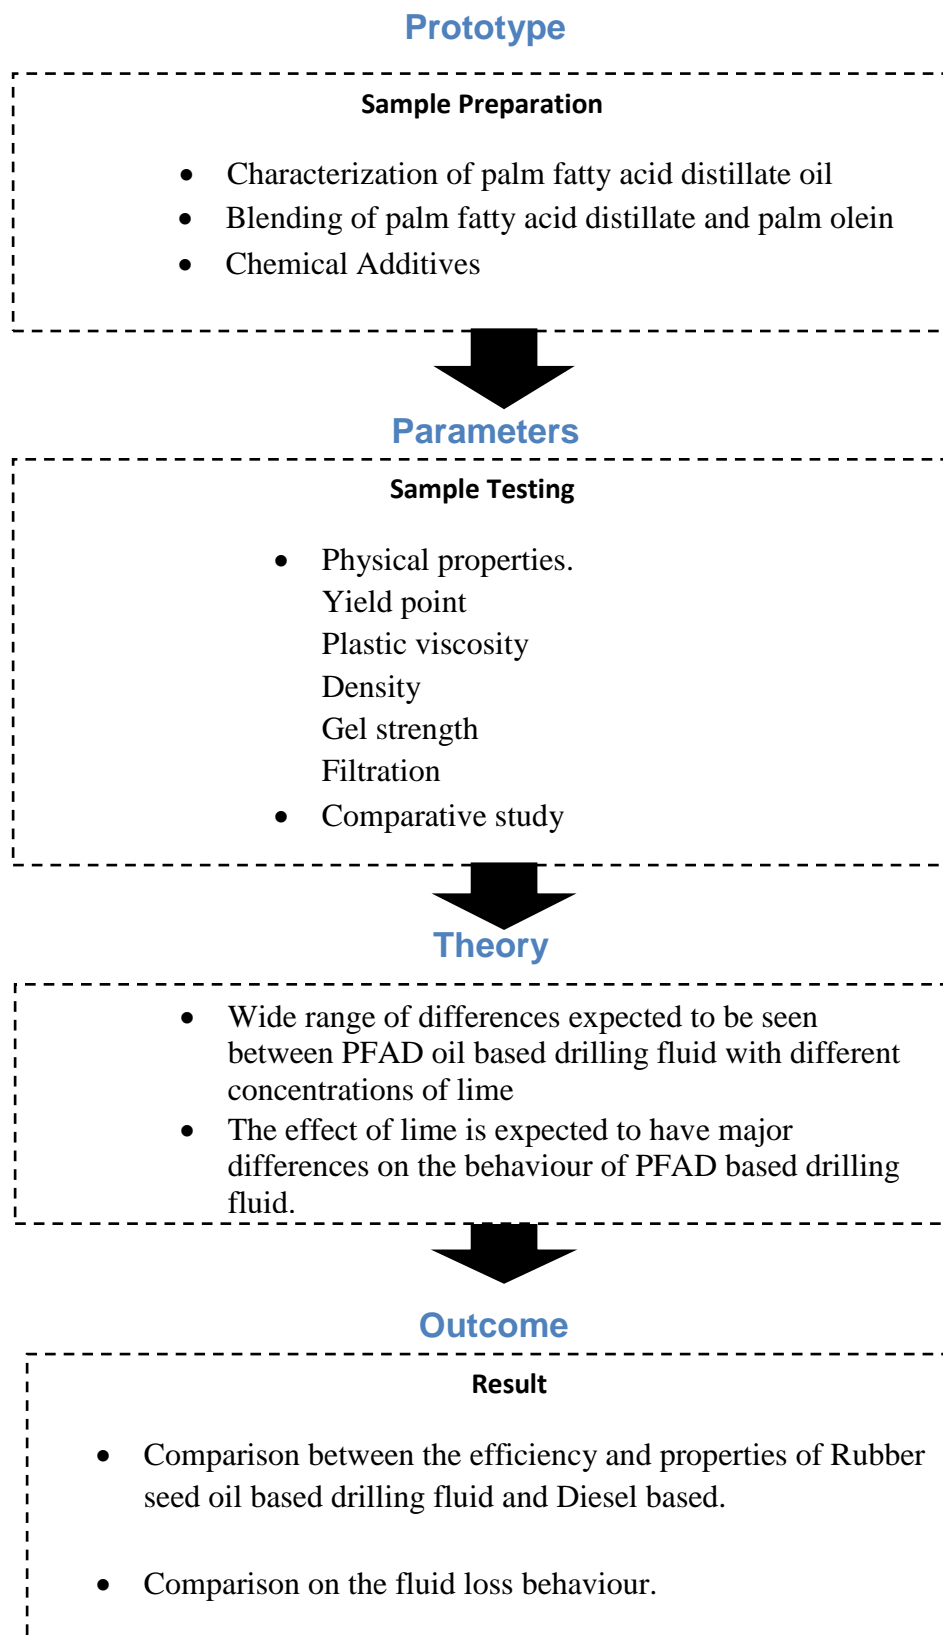 Prototype
Sample Preparation
• Characterization of palm fatty acid distillate oil
• Blending of palm fatty acid distillate and palm olein
• Chemical Additives
Parameters
Sample Testing
• Physical properties.
Yield point
Plastic viscosity
Density
Gel strength
Filtration
• Comparative study
Theory
• Wide range of differences expected to be seen
between PFAD oil based drilling fluid with different
concentrations of lime
• The effect of lime is expected to have major
differences on the behaviour of PFAD based drilling
fluid.
Outcome
Result
• Comparison between the efficiency and properties of Rubber
seed oil based drilling fluid and Diesel based.
• Comparison on the fluid loss behaviour.